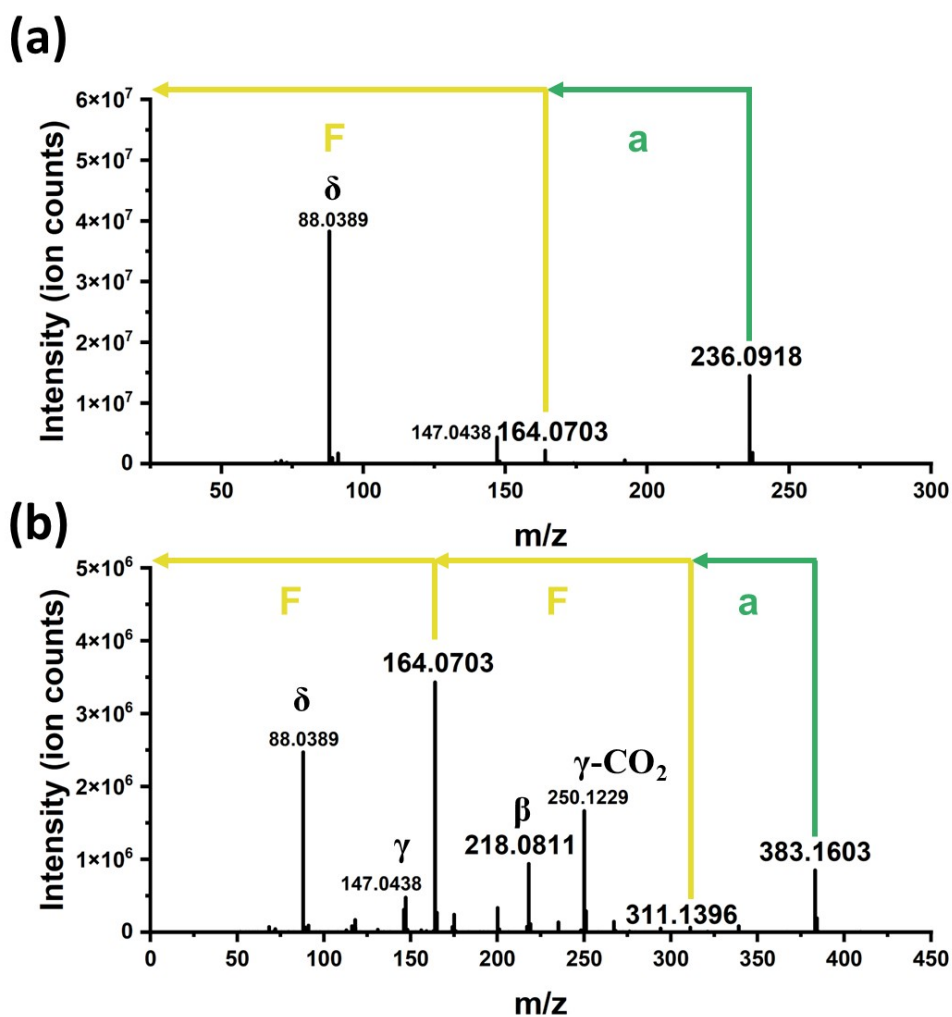 (a)
Intensity (ion counts)
6×10⁷
5×10⁷
4×10⁷
3×10⁷
2×10⁷
1×10⁷
0
F
a
δ
88.0389
147.0438
164.0703
236.0918
50
100
150
200
250
300
m/z
(b)
Intensity (ion counts)
5×10⁶
4×10⁶
3×10⁶
2×10⁶
1×10⁶
0
F
F
a
164.0703
δ
88.0389
γ-CO₂
250.1229
β
218.0811
γ
147.0438
383.1603
311.1396
0
50
100
150
200
250
300
350
400
450
m/z